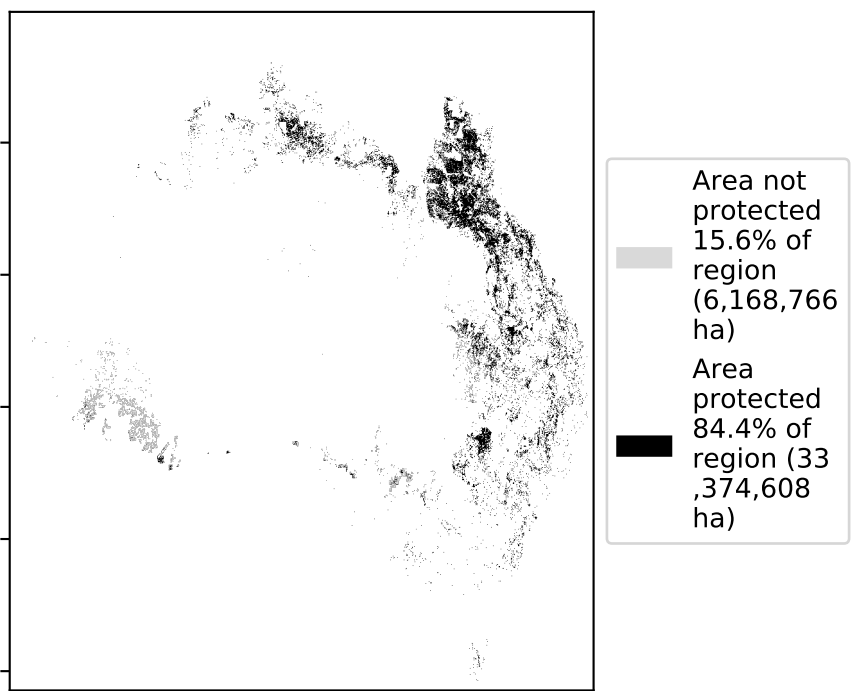 Area not
protected
15.6% of
region
(6,168,766
ha)
Area
protected
84.4% of
region (33
,374,608
ha)